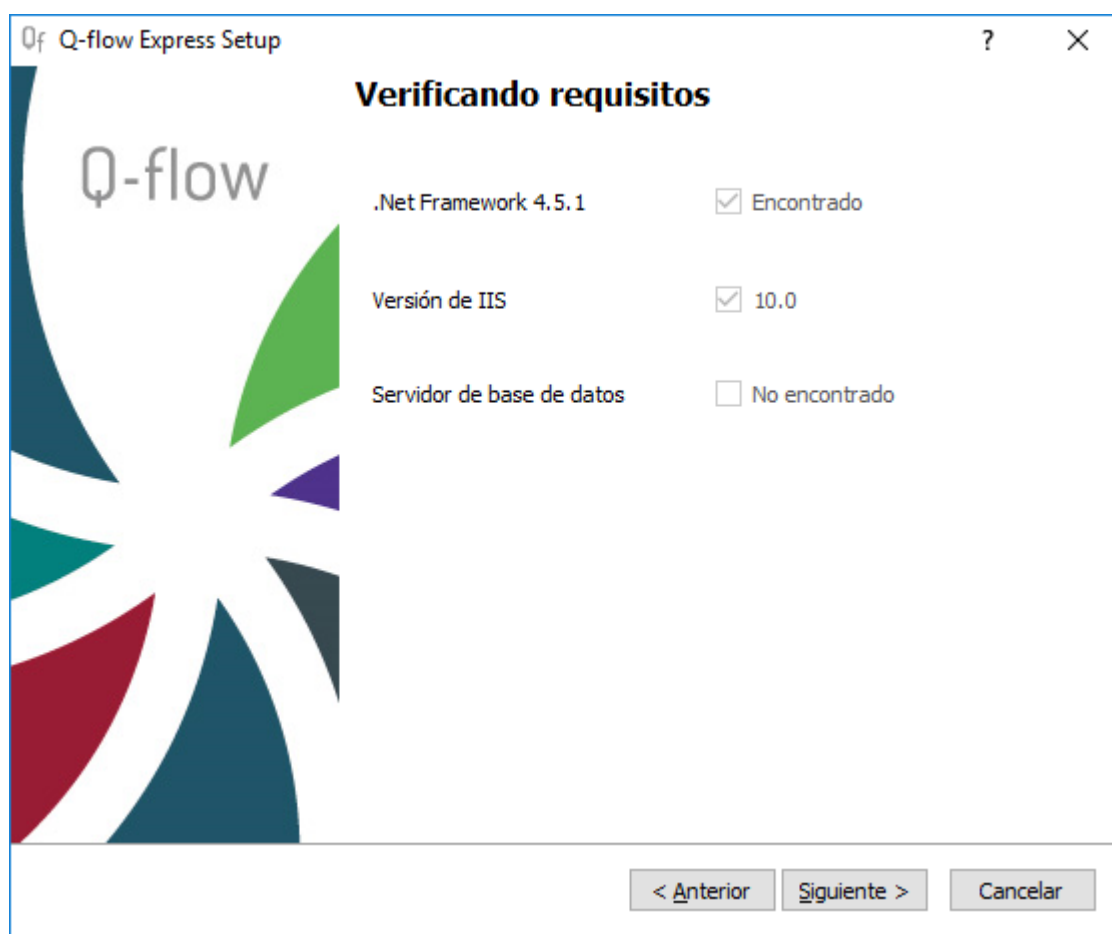 Qf Q-flow Express Setup ?
Verificando requisitos
Q-flow
.Net Framework 4.5.1 Encontrado
Versión de IIS 10.0
Servidor de base de datos No encontrado
< Anterior Siguiente > Cancelar